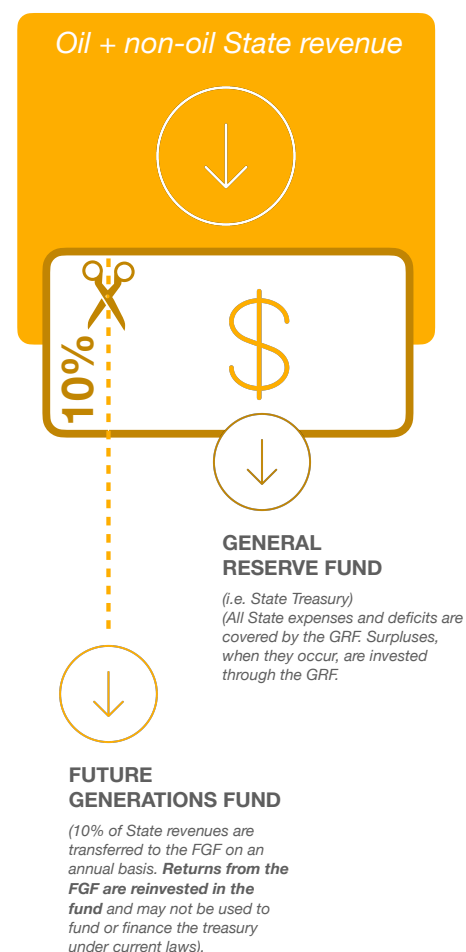 Oil + non-oil State revenue
10%
$
GENERAL
RESERVE FUND
(i.e. State Treasury)
(All State expenses and deficits are
covered by the GRF. Surpluses,
when they occur, are invested
through the GRF.
FUTURE
GENERATIONS FUND
(10% of State revenues are
transferred to the FGF on an
annual basis. Returns from the
FGF are reinvested in the
fund and may not be used to
fund or finance the treasury
under current laws).